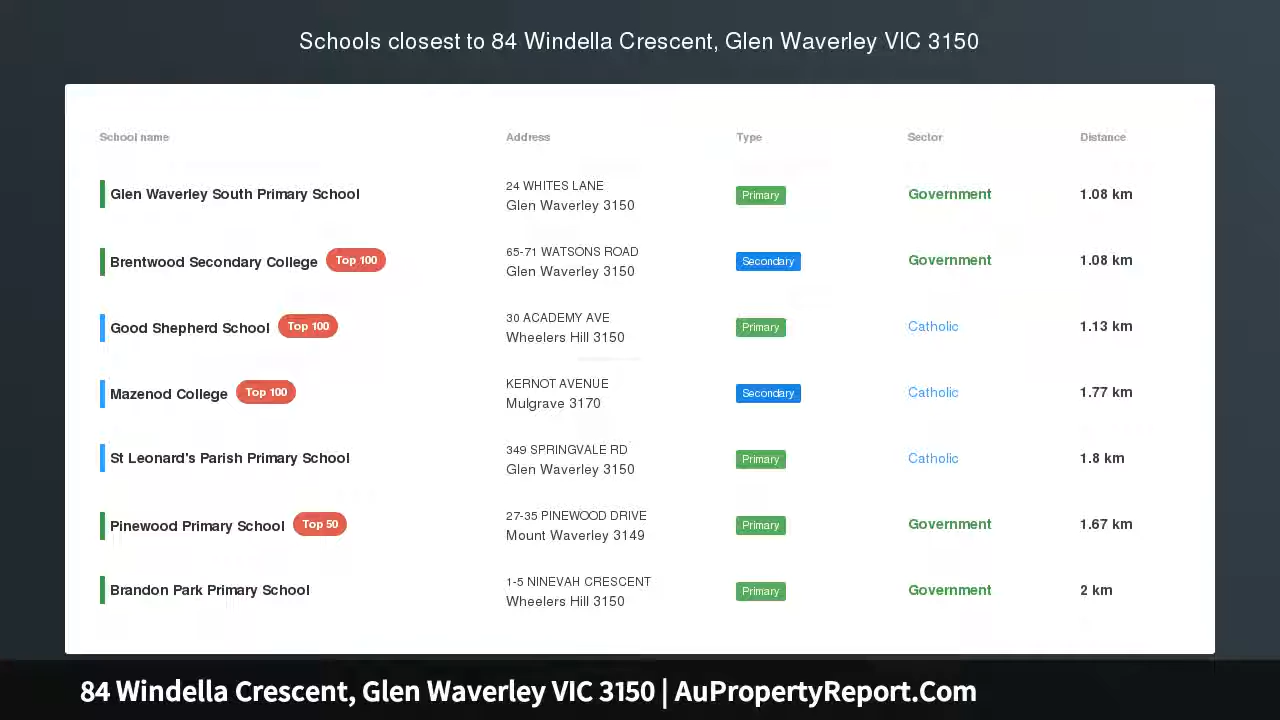 Schools closest to 84 Windella Crescent, Glen Waverley VIC 3150
School name Address Type Sector Distance
Glen Waverley South Primary School 24 WHITES LANE Glen Waverley 3150 Primary Government 1.08 km
Brentwood Secondary College Top 100 65-71 WATSONS ROAD Glen Waverley 3150 Secondary Government 1.08 km
Good Shepherd School Top 100 30 ACADEMY AVE Wheelers Hill 3150 Primary Catholic 1.13 km
Mazenod College Top 100 KERNOT AVENUE Mulgrave 3170 Secondary Catholic 1.77 km
St Leonard's Parish Primary School 349 SPRINGVALE RD Glen Waverley 3150 Primary Catholic 1.8 km
Pinewood Primary School Top 50 27-35 PINEWOOD DRIVE Mount Waverley 3149 Primary Government 1.67 km
Brandon Park Primary School 1-5 NINEVAH CRESCENT Wheelers Hill 3150 Primary Government 2 km
84 Windella Crescent, Glen Waverley VIC 3150 | AuPropertyReport.Com